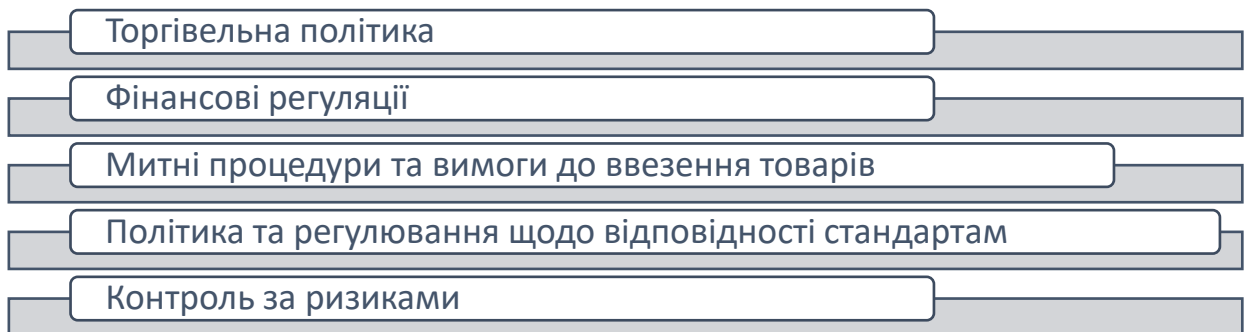 Торгівельна політика
Фінансові регуляції
Митні процедури та вимоги до ввезення товарів
Політика та регулювання щодо відповідності стандартам
Контроль за ризиками